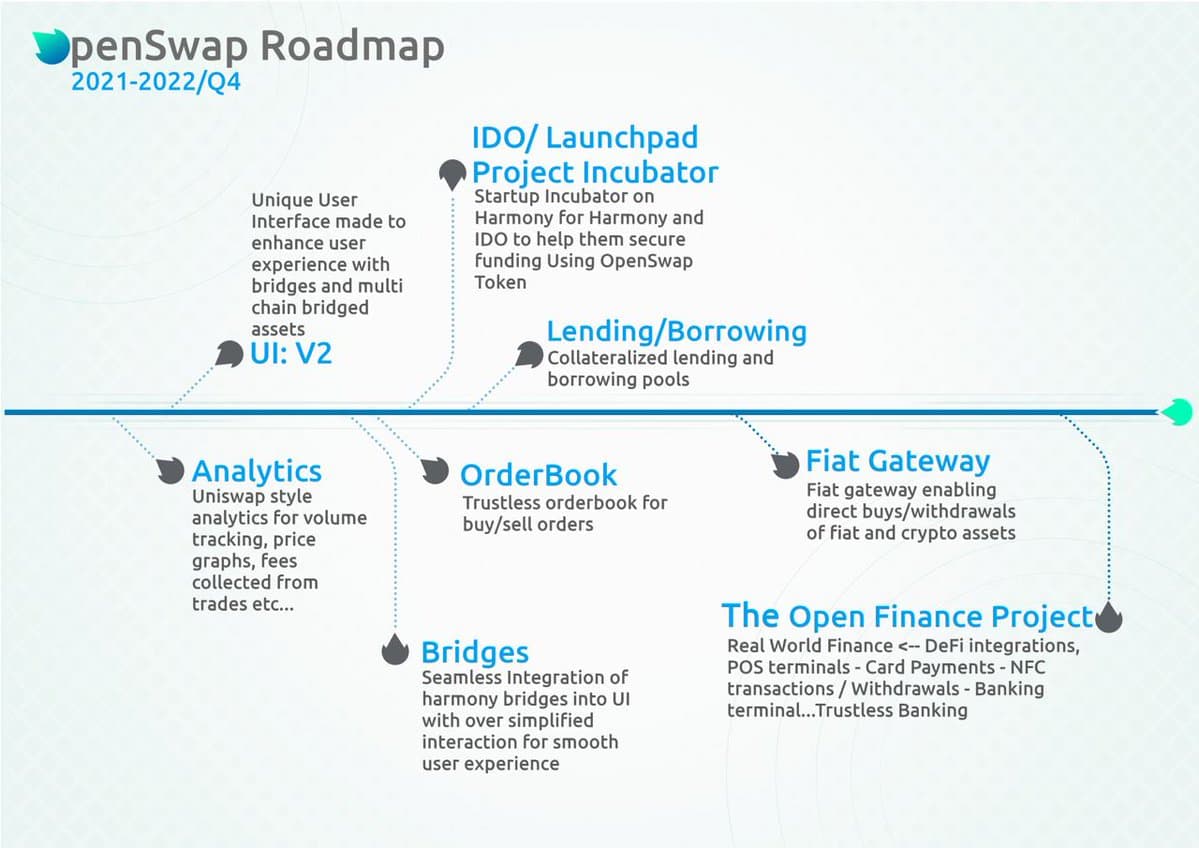 penSwap Roadmap
2021-2022/Q4
IDO/ Launchpad
Project Incubator
Startup Incubator on
Harmony for Harmony and
IDO to help them secure
funding Using OpenSwap
Token
Unique User
Interface made to
enhance user
experience with
bridges and multi
chain bridged
assets
UI: V2
Lending/Borrowing
Collateralized lending and
borrowing pools
Analytics
Uniswap style
analytics for volume
tracking, price
graphs, fees
collected from
trades etc...
OrderBook
Trustless orderbook for
buy/sell orders
Fiat Gateway
Fiat gateway enabling
direct buys/withdrawals
of fiat and crypto assets
Bridges
Seamless Integration of
harmony bridges into UI
with over simplified
interaction for smooth
user experience
The Open Finance Project
Real World Finance <-- DeFi integrations,
POS terminals - Card Payments - NFC
transactions / Withdrawals - Banking
terminal...Trustless Banking